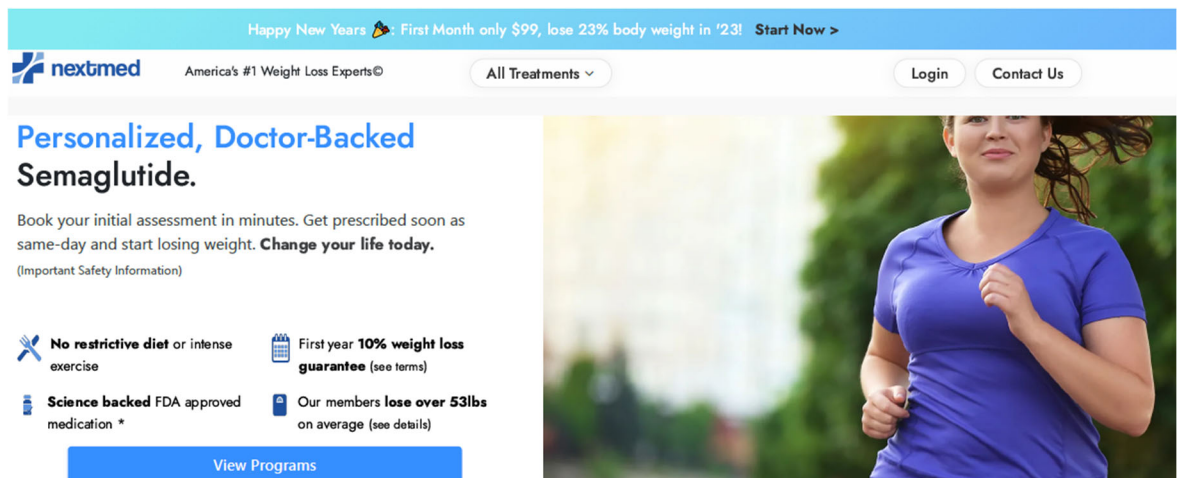 Happy New Years 🎉: First Month only $99, lose 23% body weight in '23! Start Now >
nextmed
America's #1 Weight Loss Experts©
All Treatments
Login
Contact Us
Personalized, Doctor-Backed
Semaglutide.
Book your initial assessment in minutes. Get prescribed soon as
same-day and start losing weight. Change your life today.
(Important Safety Information)
No restrictive diet or intense
exercise
First year 10% weight loss
guarantee (see terms)
Science backed FDA approved
medication *
Our members lose over 53lbs
on average (see details)
View Programs